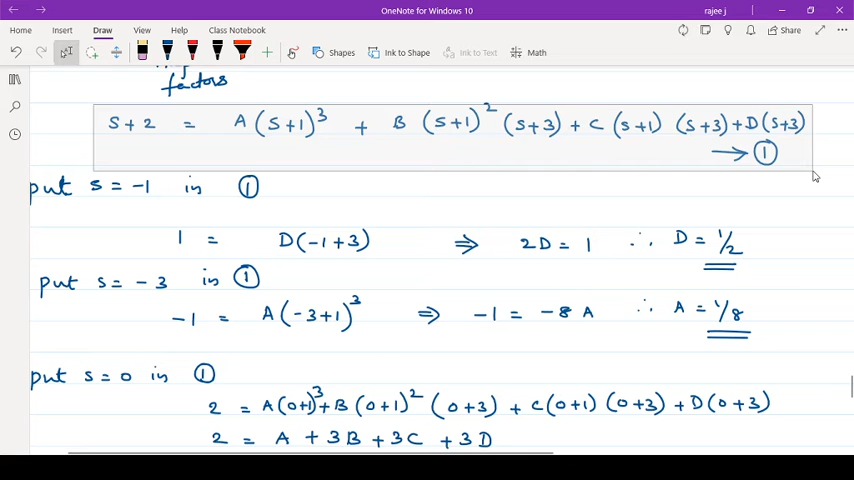 OneNote for Windows 10
rajee j
Home Insert Draw View Help Class Notebook
Share
Shapes Ink to Shape Ink to Text Math
factors
S+2 = A(S+1)³ + B (S+1)² (S+3) + C (S+1) (S+3) + D(S+3)
→ ①
put s = -1 in ①
1 = D(-1+3) ⇒ 2D = 1 ∴ D = 1/2
put s = -3 in ①
-1 = A(-3+1)³ ⇒ -1 = -8 A ∴ A = 1/8
put s = 0 in ①
2 = A(0+1)³ + B(0+1)² (0+3) + C(0+1) (0+3) + D(0+3)
2 = A + 3B + 3C + 3D